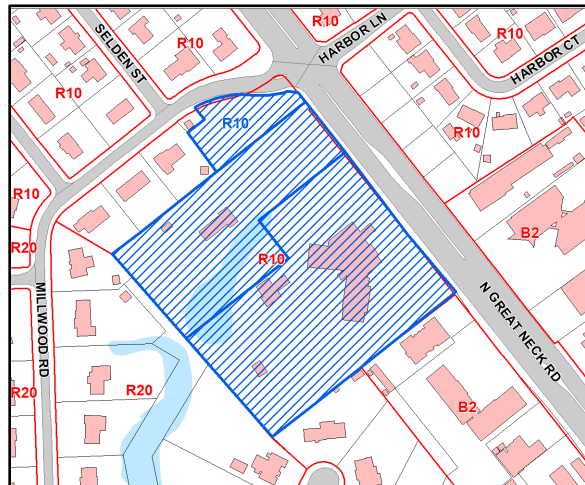 R10
HARBOR LN
SELDEN ST
R10
R10
HARBOR CT
R10
R10
R10
R10
R20
R10
B2
MILLWOOD RD
N GREAT NECK RD
R20
R20
B2